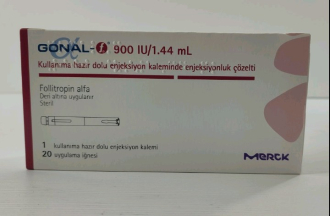 GONAL-f 900 IU/1.44 mL
Kullanıma hazır dolu enjeksiyon kaleminde enjeksiyonluk çözelti
Follitropin alfa
Deri altına uygulanır
Steril
1 kullanıma hazır dolu enjeksiyon kalemi
20 uygulama iğnesi
MERCK